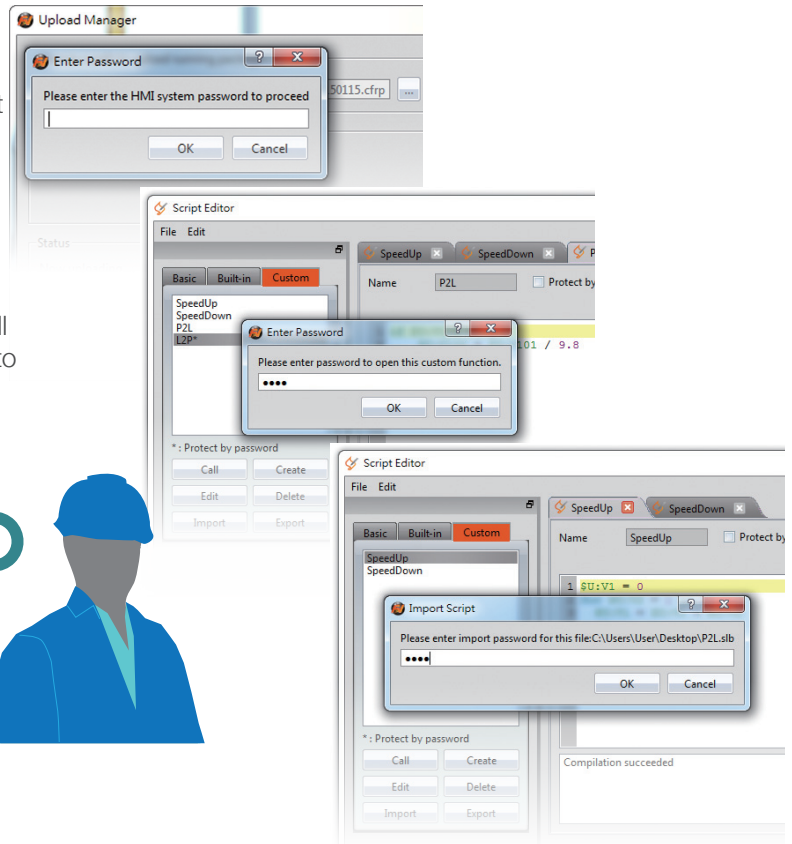 Upload Manager
Enter Password
50115.cfrp ...
Please enter the HMI system password to proceed
OK Cancel
Status
t
ll
to
Script Editor
File Edit
SpeedUp SpeedDown P
Basic Built-in Custom
Name P2L Protect by
SpeedUp
SpeedDown
P2L
L2P*
Enter Password
101 / 9.8
Please enter password to open this custom function.
••••
OK Cancel
* : Protect by password
Call Create
Edit Delete
Import Export
Script Editor
File Edit
SpeedUp SpeedDown
Basic Built-in Custom
Name SpeedUp Protect by
SpeedUp
SpeedDown
1 $U:V1 = 0
Import Script
Please enter import password for this file:C:\Users\User\Desktop\P2L.slb
••••
OK Cancel
* : Protect by password
Call Create
Edit Delete
Import Export
Compilation succeeded